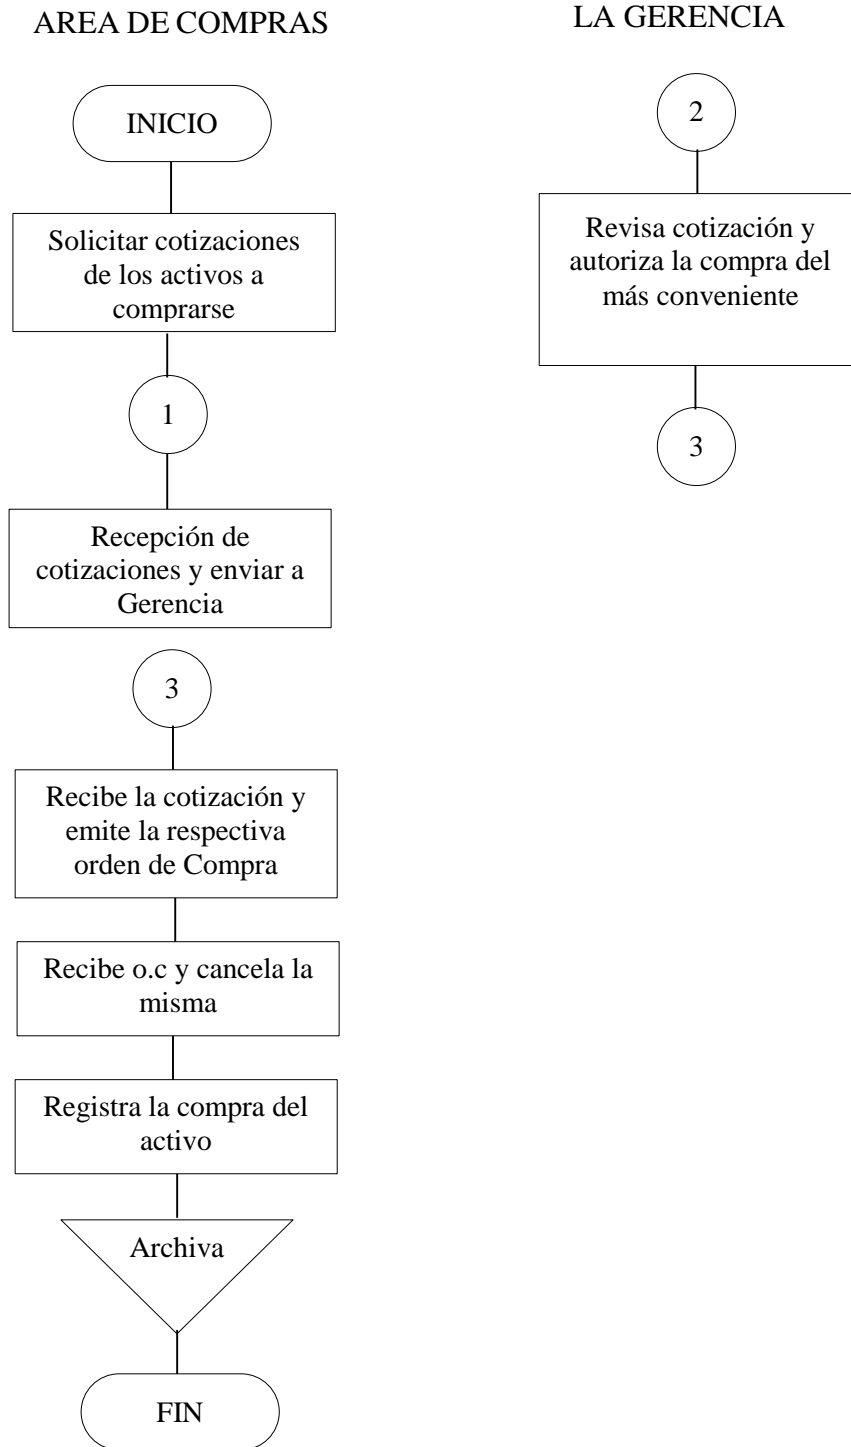 AREA DE COMPRAS
INICIO
Solicitar cotizaciones
de los activos a
comprarse
1
Recepción de
cotizaciones y enviar a
Gerencia
3
Recibe la cotización y
emite la respectiva
orden de Compra
Recibe o.c y cancela la
misma
Registra la compra del
activo
Archiva
FIN
LA GERENCIA
2
Revisa cotización y
autoriza la compra del
más conveniente
3